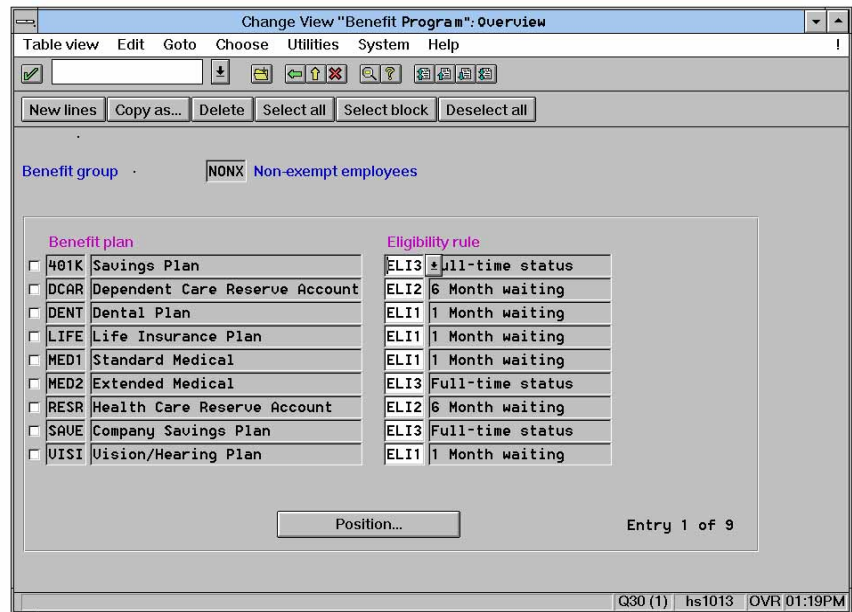 Change View "Benefit Program": Overview
Table view Edit Goto Choose Utilities System Help !
New lines Copy as... Delete Select all Select block Deselect all
Benefit group · NONX Non-exempt employees
Benefit plan Eligibility rule
401K Savings Plan ELI3 ull-time status
DCAR Dependent Care Reserve Account ELI2 6 Month waiting
DENT Dental Plan ELI1 1 Month waiting
LIFE Life Insurance Plan ELI1 1 Month waiting
MED1 Standard Medical ELI1 1 Month waiting
MED2 Extended Medical ELI3 Full-time status
RESR Health Care Reserve Account ELI2 6 Month waiting
SAVE Company Savings Plan ELI3 Full-time status
VISI Vision/Hearing Plan ELI1 1 Month waiting
Position... Entry 1 of 9
Q30 (1) hs1013 OVR 01:19PM